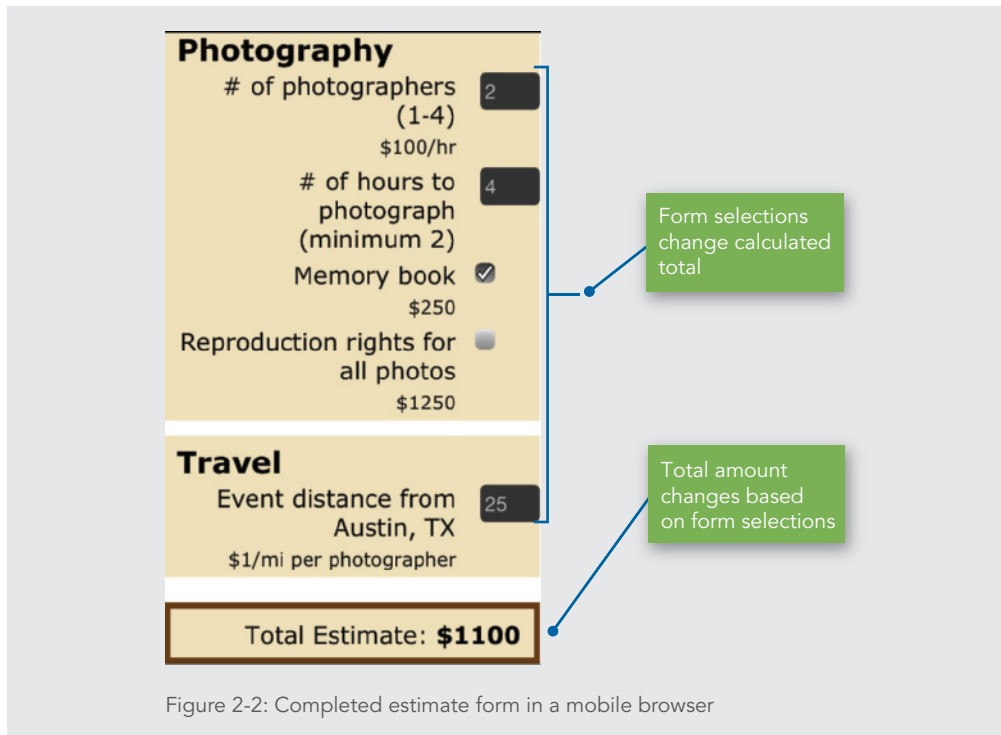 Photography
# of photographers
(1-4)
$100/hr
2
# of hours to
photograph
(minimum 2)
4
Memory book
$250
Reproduction rights for
all photos
$1250
Travel
Event distance from
Austin, TX
$1/mi per photographer
25
Total Estimate: $1100
Form selections
change calculated
total
Total amount
changes based
on form selections
Figure 2-2: Completed estimate form in a mobile browser